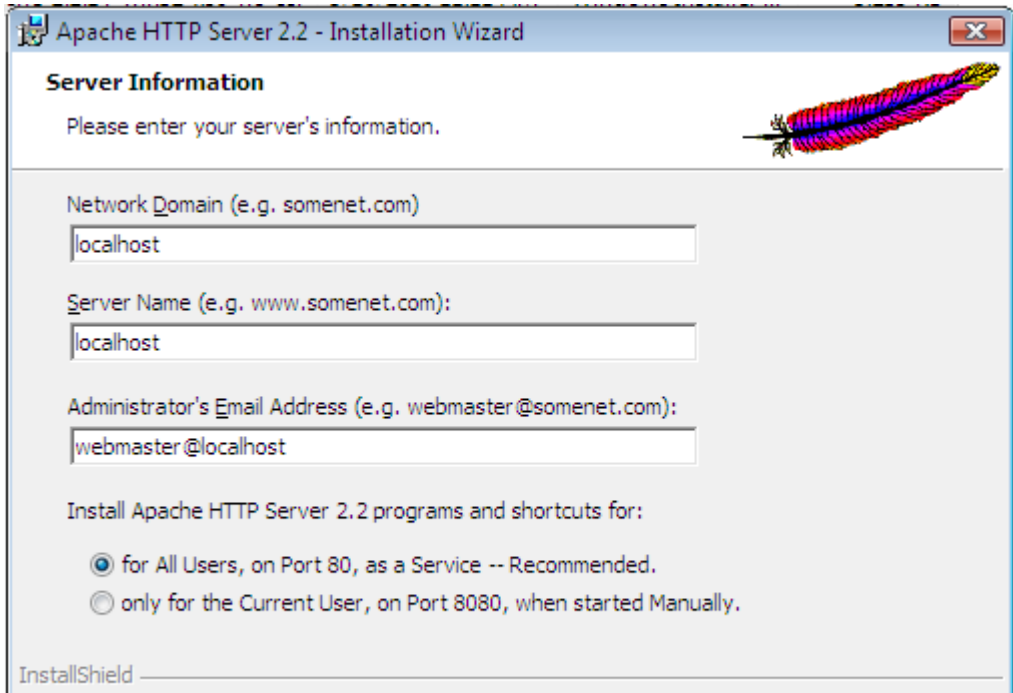 Apache HTTP Server 2.2 - Installation Wizard
Server Information
Please enter your server's information.
Network Domain (e.g. somenet.com)
localhost
Server Name (e.g. www.somenet.com):
localhost
Administrator's Email Address (e.g. webmaster@somenet.com):
webmaster@localhost
Install Apache HTTP Server 2.2 programs and shortcuts for:
for All Users, on Port 80, as a Service -- Recommended.
only for the Current User, on Port 8080, when started Manually.
InstallShield